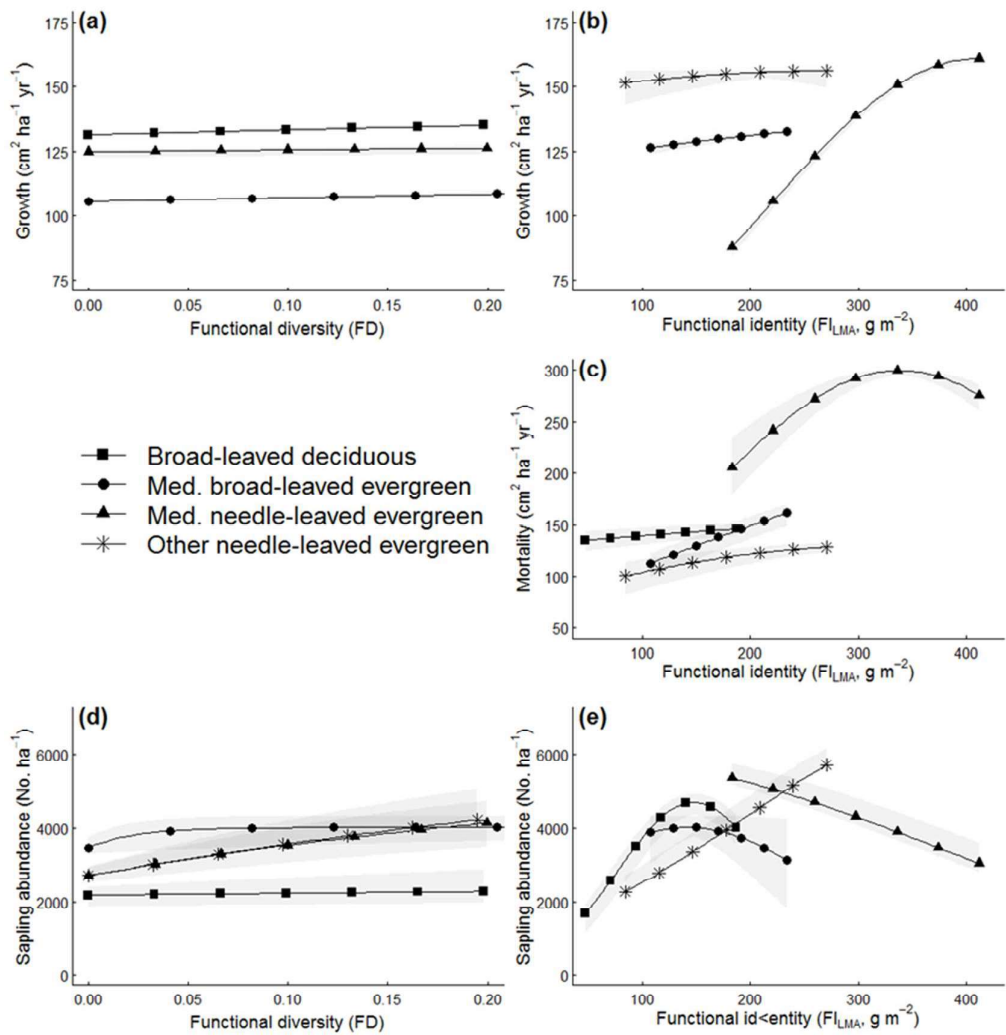 (a)
175
150
125
100
75
Growth (cm² ha⁻¹ yr⁻¹)
0.00 0.05 0.10 0.15 0.20
Functional diversity (FD)
(b)
175
150
125
100
75
Growth (cm² ha⁻¹ yr⁻¹)
100 200 300 400
Functional identity (FI_LMA, g m⁻²)
(c)
300
250
200
150
100
50
Mortality (cm² ha⁻¹ yr⁻¹)
100 200 300 400
Functional identity (FI_LMA, g m⁻²)
Broad-leaved deciduous
Med. broad-leaved evergreen
Med. needle-leaved evergreen
Other needle-leaved evergreen
(d)
6000
4000
2000
0
Sapling abundance (No. ha⁻¹)
0.00 0.05 0.10 0.15 0.20
Functional diversity (FD)
(e)
6000
4000
2000
0
Sapling abundance (No. ha⁻¹)
100 200 300 400
Functional id<entity (FI_LMA, g m⁻²)